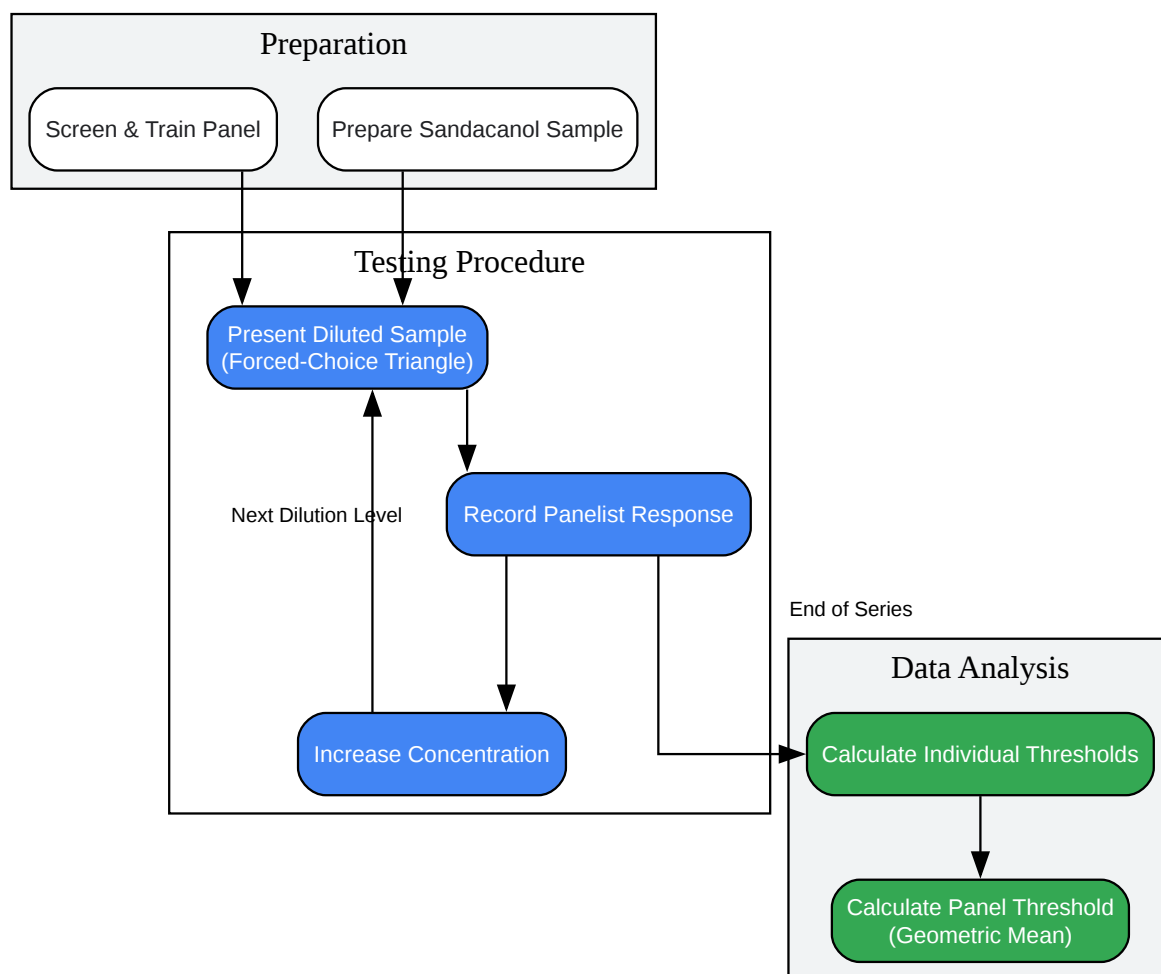 Preparation
Screen & Train Panel
Prepare Sandacanol Sample
Testing Procedure
Present Diluted Sample
(Forced-Choice Triangle)
Next Dilution Level
Record Panelist Response
End of Series
Data Analysis
Increase Concentration
Calculate Individual Thresholds
Calculate Panel Threshold
(Geometric Mean)